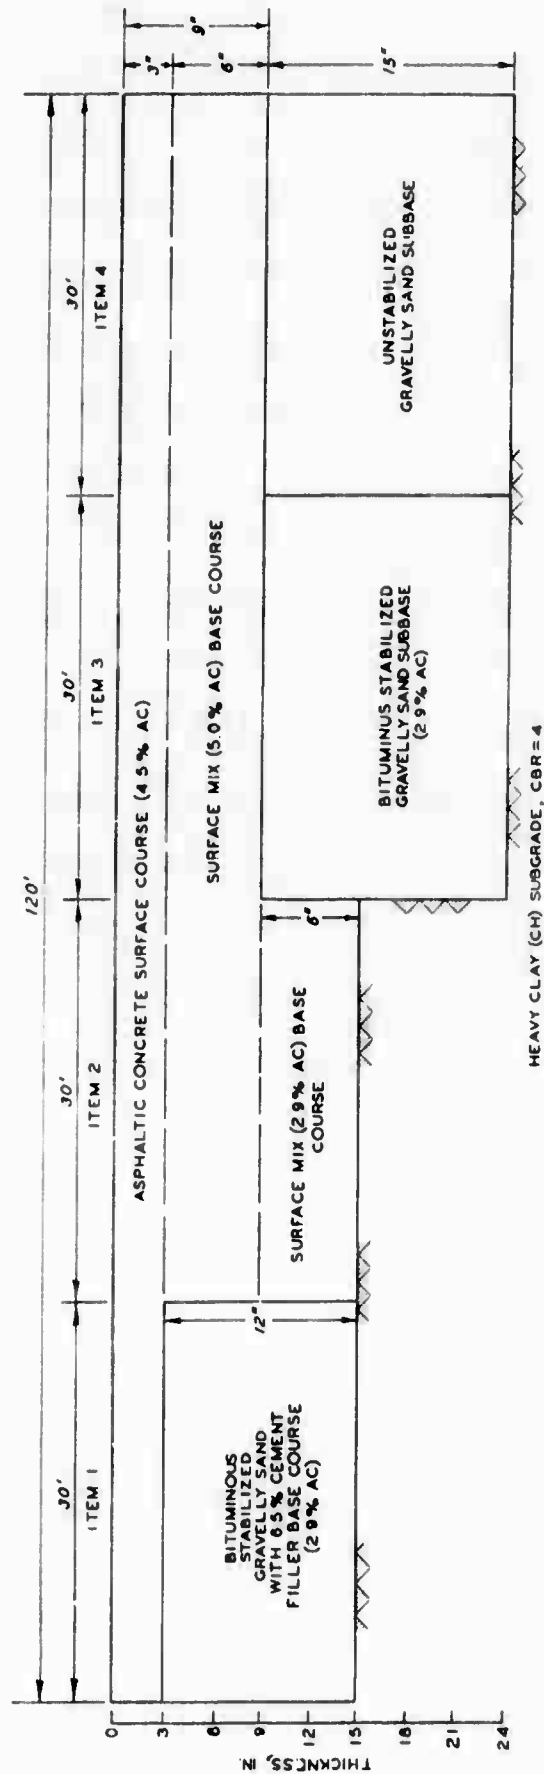 120'
30'
30'
30'
30'
ITEM 1
ITEM 2
ITEM 3
ITEM 4
THICKNESS, IN.
0
3
6
9
12
15
18
21
24
ASPHALTIC CONCRETE SURFACE COURSE (4.5% AC)
SURFACE MIX (5.0% AC) BASE COURSE
BITUMINOUS
STABILIZED
GRAVELLY SAND
WITH 6.5% CEMENT
FILLER BASE COURSE
(2.9% AC)
12"
SURFACE MIX (2.9% AC) BASE
COURSE
6"
BITUMINUS STABILIZED
GRAVELLY SAND SUBBASE
(2.9% AC)
UNSTABILIZED
GRAVELLY SAND SUBBASE
3"
6"
9"
15"
HEAVY CLAY (CH) SUBGRADE, CBR = 4